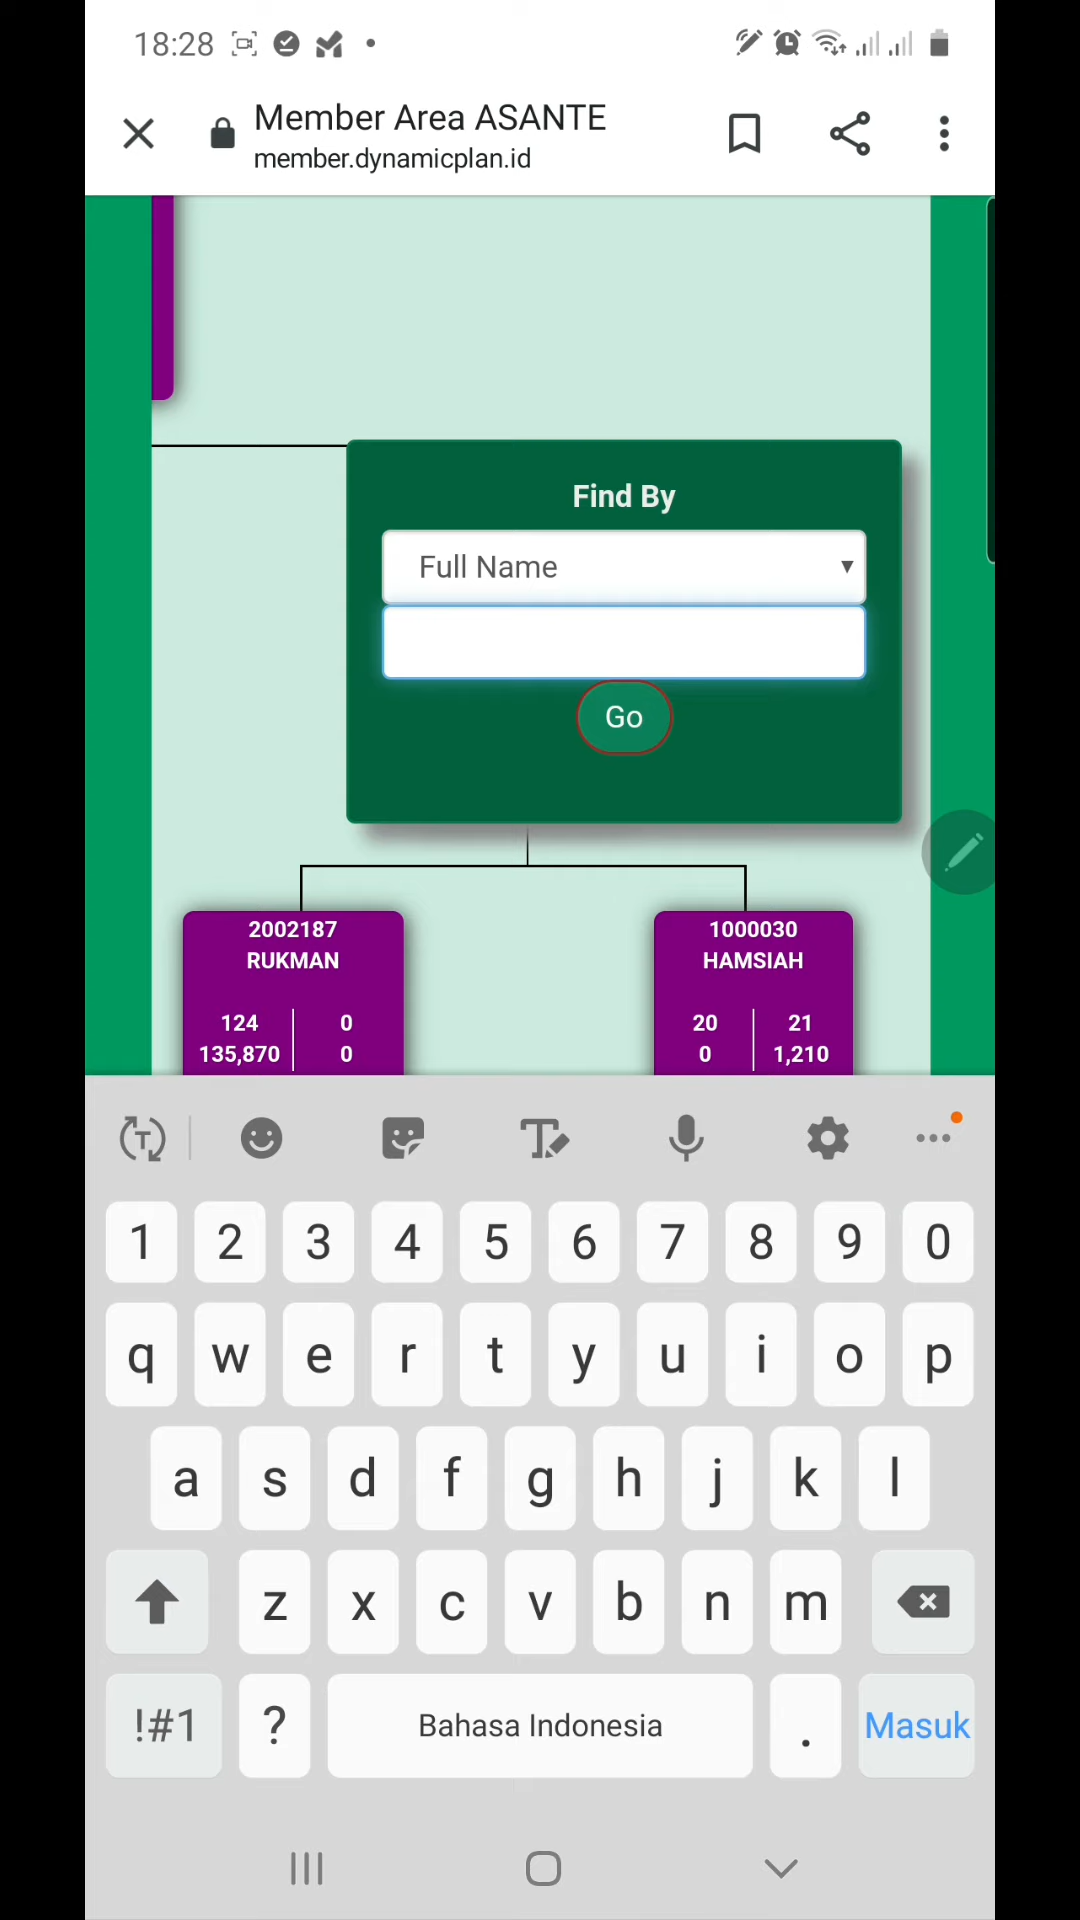 18:28
Member Area ASANTE
member.dynamicplan.id
Find By
Full Name
Go
2002187
RUKMAN
124 0
135,870 0
1000030
HAMSIAH
20 21
0 1,210
1 2 3 4 5 6 7 8 9 0
q w e r t y u i o p
a s d f g h j k l
z x c v b n m
!#1 ? Bahasa Indonesia . Masuk